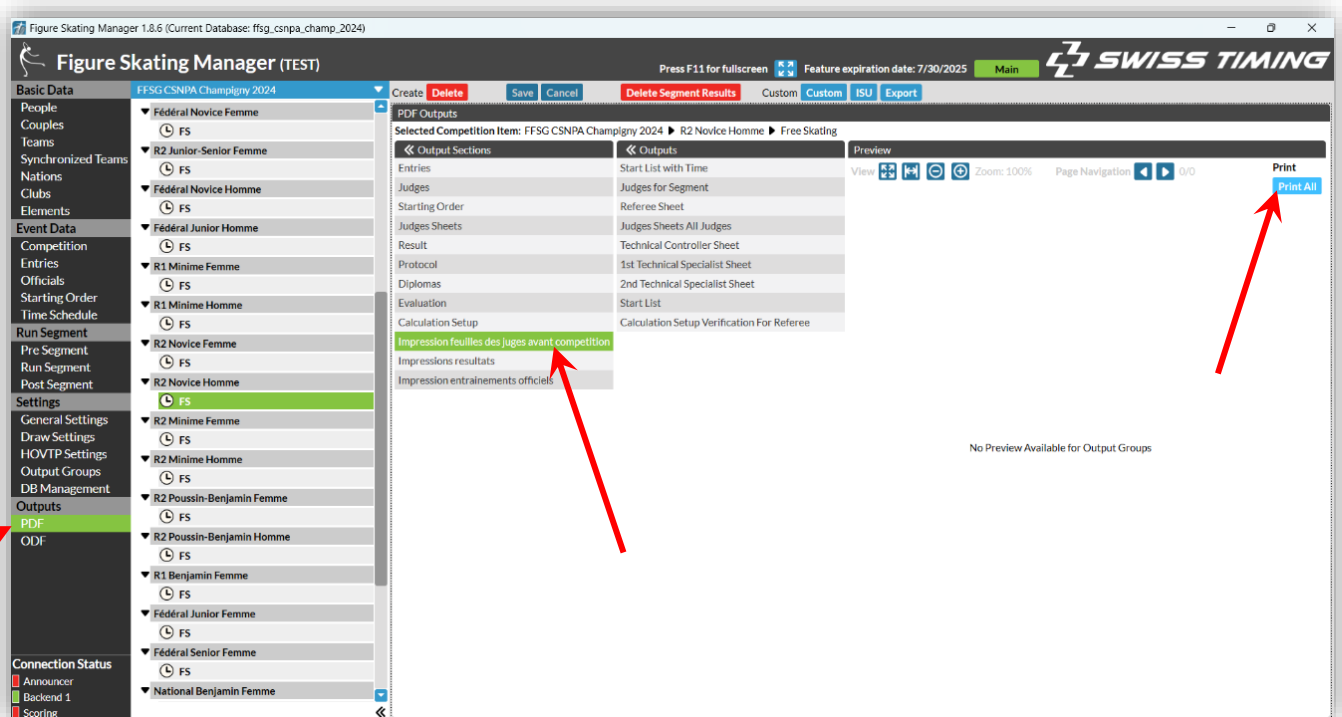 Figure Skating Manager 1.8.6 (Current Database: ffsg_csnpa_champ_2024)
Figure Skating Manager (TEST)
Press F11 for fullscreen
Feature expiration date: 7/30/2025
Main
SWISS TIMING
Basic Data
People
Couples
Teams
Synchronized Teams
Nations
Clubs
Elements
Event Data
Competition
Entries
Officials
Starting Order
Time Schedule
Run Segment
Pre Segment
Run Segment
Post Segment
Settings
General Settings
Draw Settings
HOVTP Settings
Output Groups
DB Management
Outputs
PDF
ODF
Connection Status
Announcer
Backend 1
Scoring
FFSG CSNPA Champigny 2024
Fédéral Novice Femme
FS
R2 Junior-Senior Femme
FS
Fédéral Novice Homme
FS
Fédéral Junior Homme
FS
R1 Minime Femme
FS
R1 Minime Homme
FS
R2 Novice Femme
FS
R2 Novice Homme
FS
R2 Minime Femme
FS
R2 Minime Homme
FS
R2 Poussin-Benjamin Femme
FS
R2 Poussin-Benjamin Homme
FS
R1 Benjamin Femme
FS
Fédéral Junior Femme
FS
Fédéral Senior Femme
FS
National Benjamin Femme
Create Delete Save Cancel Delete Segment Results Custom Custom ISU Export
PDF Outputs
Selected Competition Item: FFSG CSNPA Champigny 2024 ▶ R2 Novice Homme ▶ Free Skating
Output Sections
Entries
Judges
Starting Order
Judges Sheets
Result
Protocol
Diplomas
Evaluation
Calculation Setup
Impression feuilles des juges avant competition
Impressions resultats
Impression entrainements officiels
Outputs
Start List with Time
Judges for Segment
Referee Sheet
Judges Sheets All Judges
Technical Controller Sheet
1st Technical Specialist Sheet
2nd Technical Specialist Sheet
Start List
Calculation Setup Verification For Referee
Preview
View Zoom: 100% Page Navigation 0/0
Print
Print All
No Preview Available for Output Groups